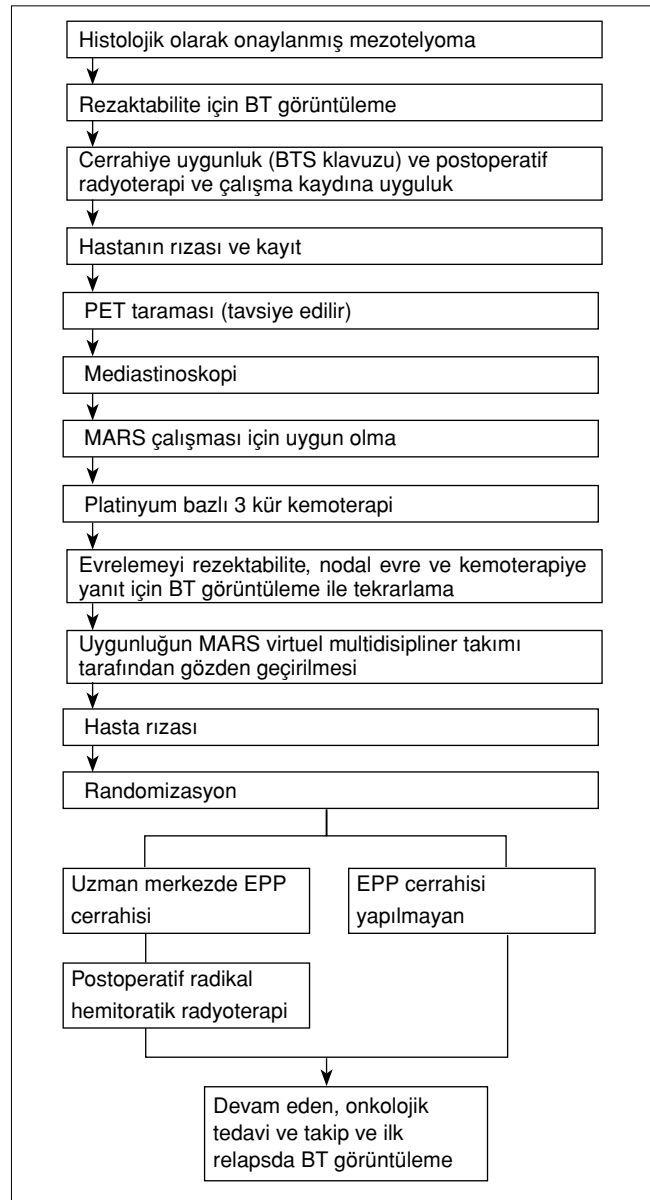 Histolojik olarak onaylanmış mezotelyoma
Rezaktabilite için BT görüntüleme
Cerrahiye uygunluk (BTS klavuzu) ve postoperatif
radyoterapi ve çalışma kaydına uyguluk
Hastanın rızası ve kayıt
PET taraması (tavsiye edilir)
Mediastinoskopi
MARS çalışması için uygun olma
Platinyum bazlı 3 kür kemoterapi
Evrelemeyi rezektabilite, nodal evre ve kemoterapiye
yanıt için BT görüntüleme ile tekrarlama
Uygunluğun MARS virtuel multidisipliner takımı
tarafından gözden geçirilmesi
Hasta rızası
Randomizasyon
Uzman merkezde EPP
cerrahisi
EPP cerrahisi
yapılmayan
Postoperatif radikal
hemitoratik radyoterapi
Devam eden, onkolojik
tedavi ve takip ve ilk
relapsda BT görüntüleme